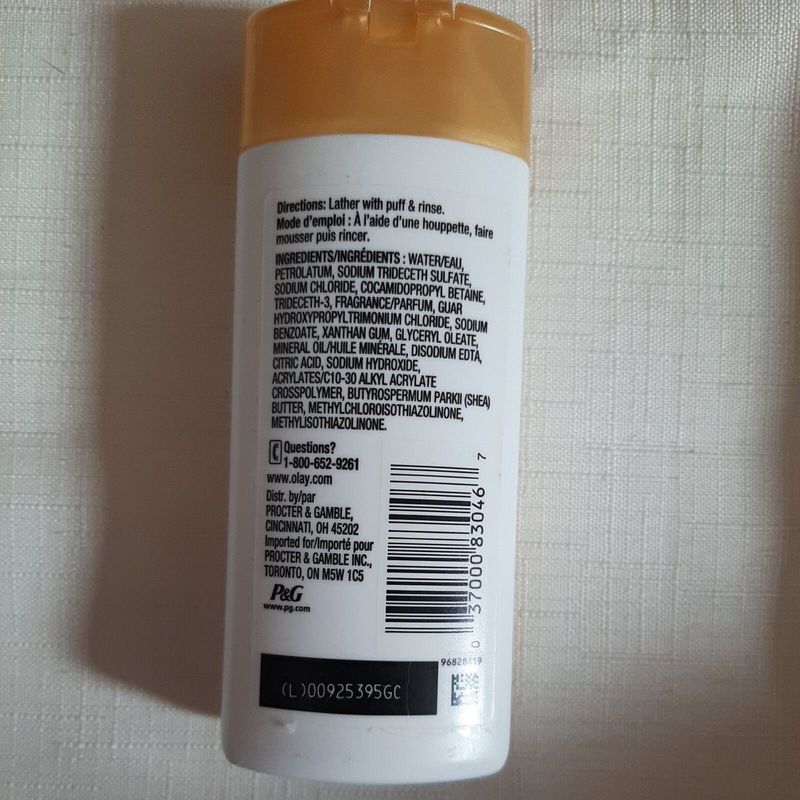 Directions: Lather with puff & rinse.
Mode d'emploi : À l'aide d'une houppette, faire
mousser puis rincer.
INGREDIENTS/INGRÉDIENTS : WATER/EAU,
PETROLATUM, SODIUM TRIDECETH SULFATE,
SODIUM CHLORIDE, COCAMIDOPROPYL BETAINE,
TRIDECETH-3, FRAGRANCE/PARFUM, GUAR
HYDROXYPROPYLTRIMONIUM CHLORIDE, SODIUM
BENZOATE, XANTHAN GUM, GLYCERYL OLEATE,
MINERAL OIL/HUILE MINÉRALE, DISODIUM EDTA,
CITRIC ACID, SODIUM HYDROXIDE,
ACRYLATES/C10-30 ALKYL ACRYLATE
CROSSPOLYMER, BUTYROSPERMUM PARKII (SHEA)
BUTTER, METHYLCHLOROISOTHIAZOLINONE,
METHYLISOTHIAZOLINONE.
Questions?
1-800-652-9261
www.olay.com
Distr. by/par
PROCTER & GAMBLE,
CINCINNATI, OH 45202
Imported for/Importé pour
PROCTER & GAMBLE INC.,
TORONTO, ON M5W 1C5
P&G
www.pg.com
0 37000 83046 7
96828619
(L)00925395GC